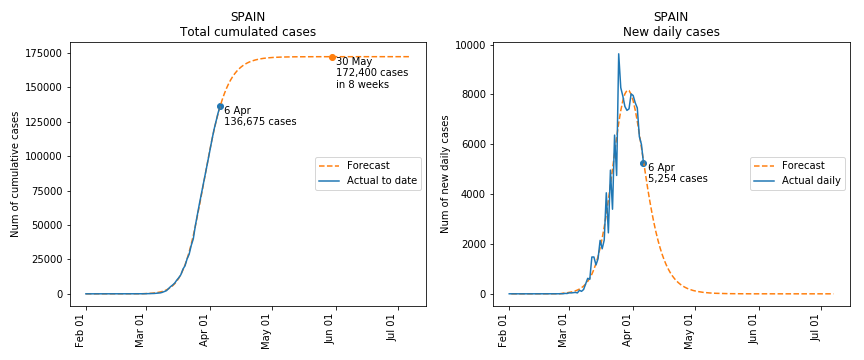 SPAIN
Total cumulated cases
Num of cumulative cases
175000
150000
125000
100000
75000
50000
25000
0
30 May
172,400 cases
in 8 weeks
6 Apr
136,675 cases
Forecast
Actual to date
Feb 01
Mar 01
Apr 01
May 01
Jun 01
Jul 01
SPAIN
New daily cases
Num of new daily cases
10000
8000
6000
4000
2000
0
6 Apr
5,254 cases
Forecast
Actual daily
Feb 01
Mar 01
Apr 01
May 01
Jun 01
Jul 01